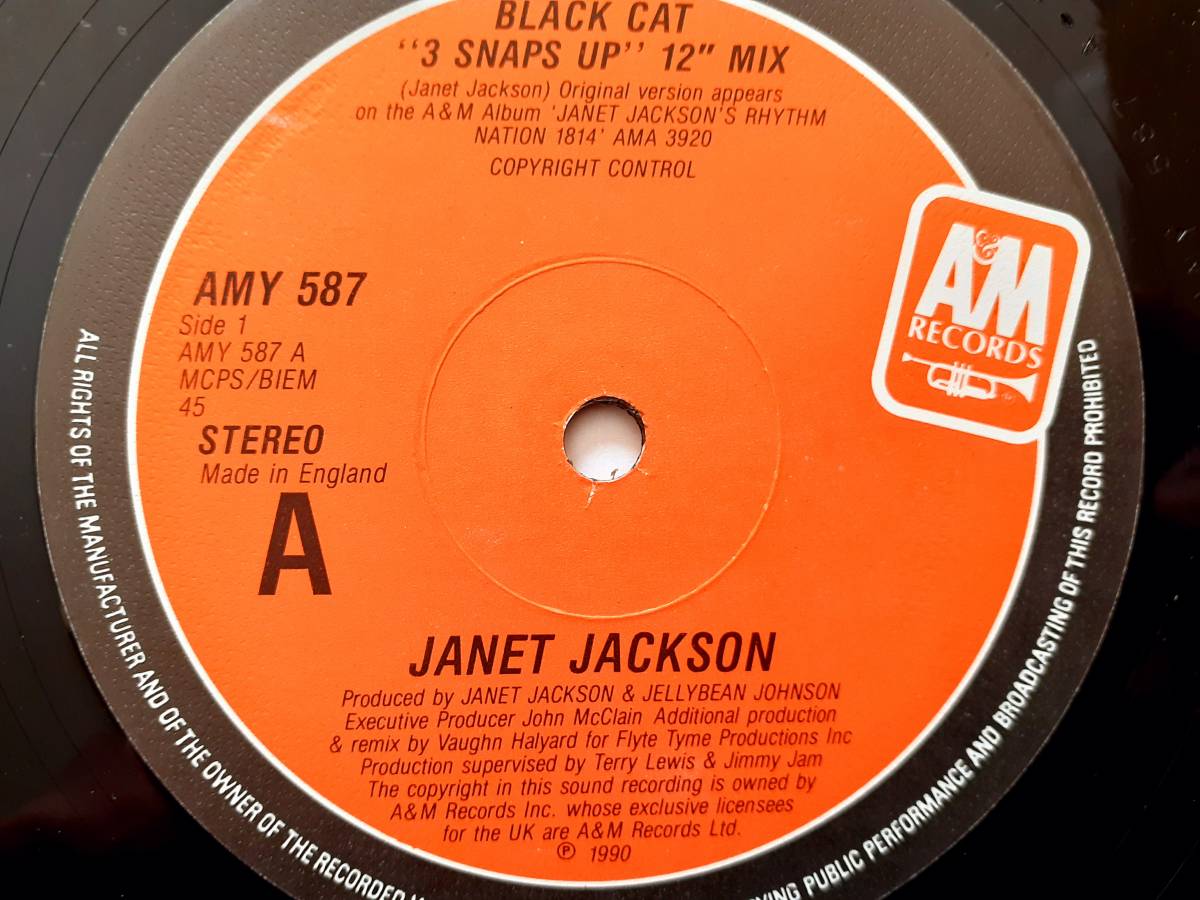 BLACK CAT
"3 SNAPS UP" 12" MIX
(Janet Jackson) Original version appears
on the A&M Album 'JANET JACKSON'S RHYTHM
NATION 1814' AMA 3920
COPYRIGHT CONTROL
AMY 587
Side 1
AMY 587 A
MCPS/BIEM
45
STEREO
Made in England
A
A&M
RECORDS
JANET JACKSON
Produced by JANET JACKSON & JELLYBEAN JOHNSON
Executive Producer John McClain Additional production
& remix by Vaughn Halyard for Flyte Tyme Productions Inc
Production supervised by Terry Lewis & Jimmy Jam
The copyright in this sound recording is owned by
A&M Records Inc. whose exclusive licensees
for the UK are A&M Records Ltd.
℗ 1990
ALL RIGHTS OF THE MANUFACTURER AND OF THE OWNER OF THE RECORDED
PUBLIC PERFORMANCE AND BROADCASTING OF THIS RECORD PROHIBITED